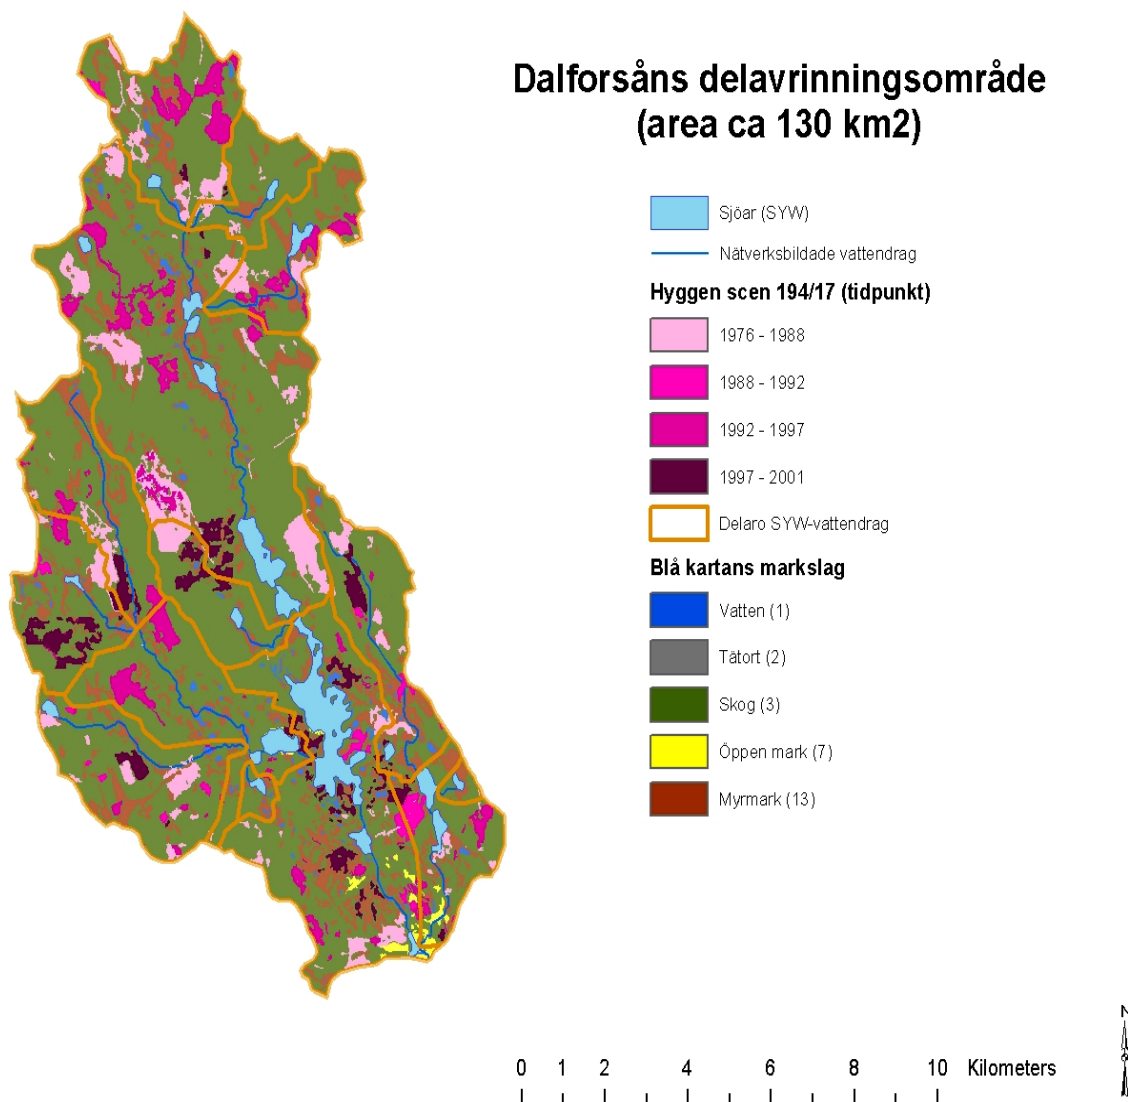 Dalforsåns delavrinningsområde
(area ca 130 km2)
Sjöar (SYW)
Nätverksbildade vattendrag
Hyggen scen 194/17 (tidpunkt)
1976 - 1988
1988 - 1992
1992 - 1997
1997 - 2001
Delaro SYW-vattendrag
Blå kartans markslag
Vatten (1)
Tätort (2)
Skog (3)
Öppen mark (7)
Myrmark (13)
N
0 1 2 4 6 8 10 Kilometers